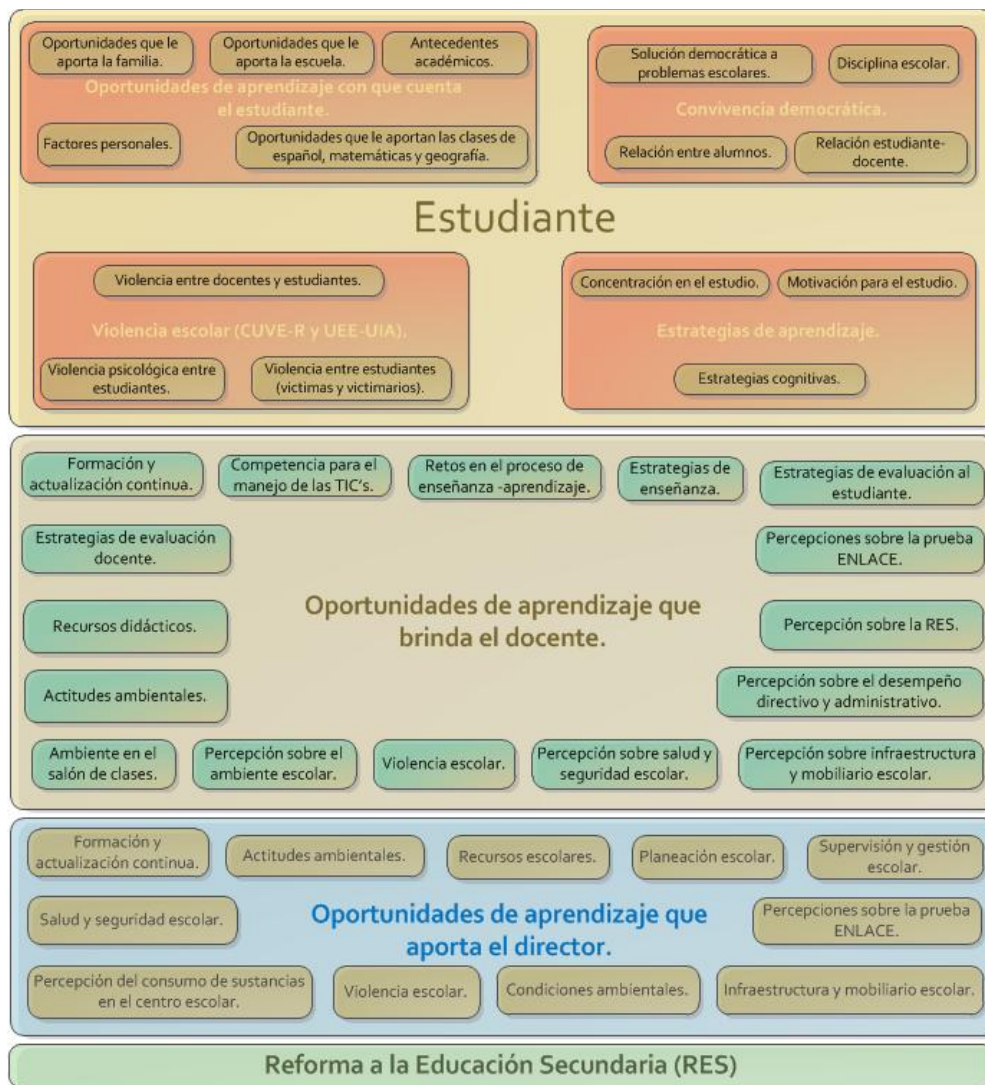 Oportunidades que le
aporta la familia.
Oportunidades que le
aporta la escuela.
Antecedentes
académicos.
Oportunidades de aprendizaje con que cuenta
el estudiante.
Factores personales.
Oportunidades que le aportan las clases de
español, matemáticas y geografía.
Solución democrática a
problemas escolares.
Disciplina escolar.
Convivencia democrática.
Relación entre alumnos.
Relación estudiante-
docente.
Estudiante
Violencia entre docentes y estudiantes.
Violencia escolar (CUVE-R y UEE-UIA).
Violencia psicológica entre
estudiantes.
Violencia entre estudiantes
(victimas y victimarios).
Concentración en el estudio.
Motivación para el estudio.
Estrategias de aprendizaje.
Estrategias cognitivas.
Formación y
actualización continua.
Competencia para el
manejo de las TIC's.
Retos en el proceso de
enseñanza -aprendizaje.
Estrategias de
enseñanza.
Estrategias de evaluación al
estudiante.
Estrategias de evaluación
docente.
Percepciones sobre la prueba
ENLACE.
Oportunidades de aprendizaje que
brinda el docente.
Recursos didácticos.
Percepción sobre la RES.
Actitudes ambientales.
Percepción sobre el desempeño
directivo y administrativo.
Ambiente en el
salón de clases.
Percepción sobre el
ambiente escolar.
Violencia escolar.
Percepción sobre salud y
seguridad escolar.
Percepción sobre infraestructura
y mobiliario escolar.
Formación y
actualización continua.
Actitudes ambientales.
Recursos escolares.
Planeación escolar.
Supervisión y gestión
escolar.
Salud y seguridad escolar.
Oportunidades de aprendizaje que
aporta el director.
Percepciones sobre la prueba
ENLACE.
Percepción del consumo de sustancias
en el centro escolar.
Violencia escolar.
Condiciones ambientales.
Infraestructura y mobiliario escolar.
Reforma a la Educación Secundaria (RES)